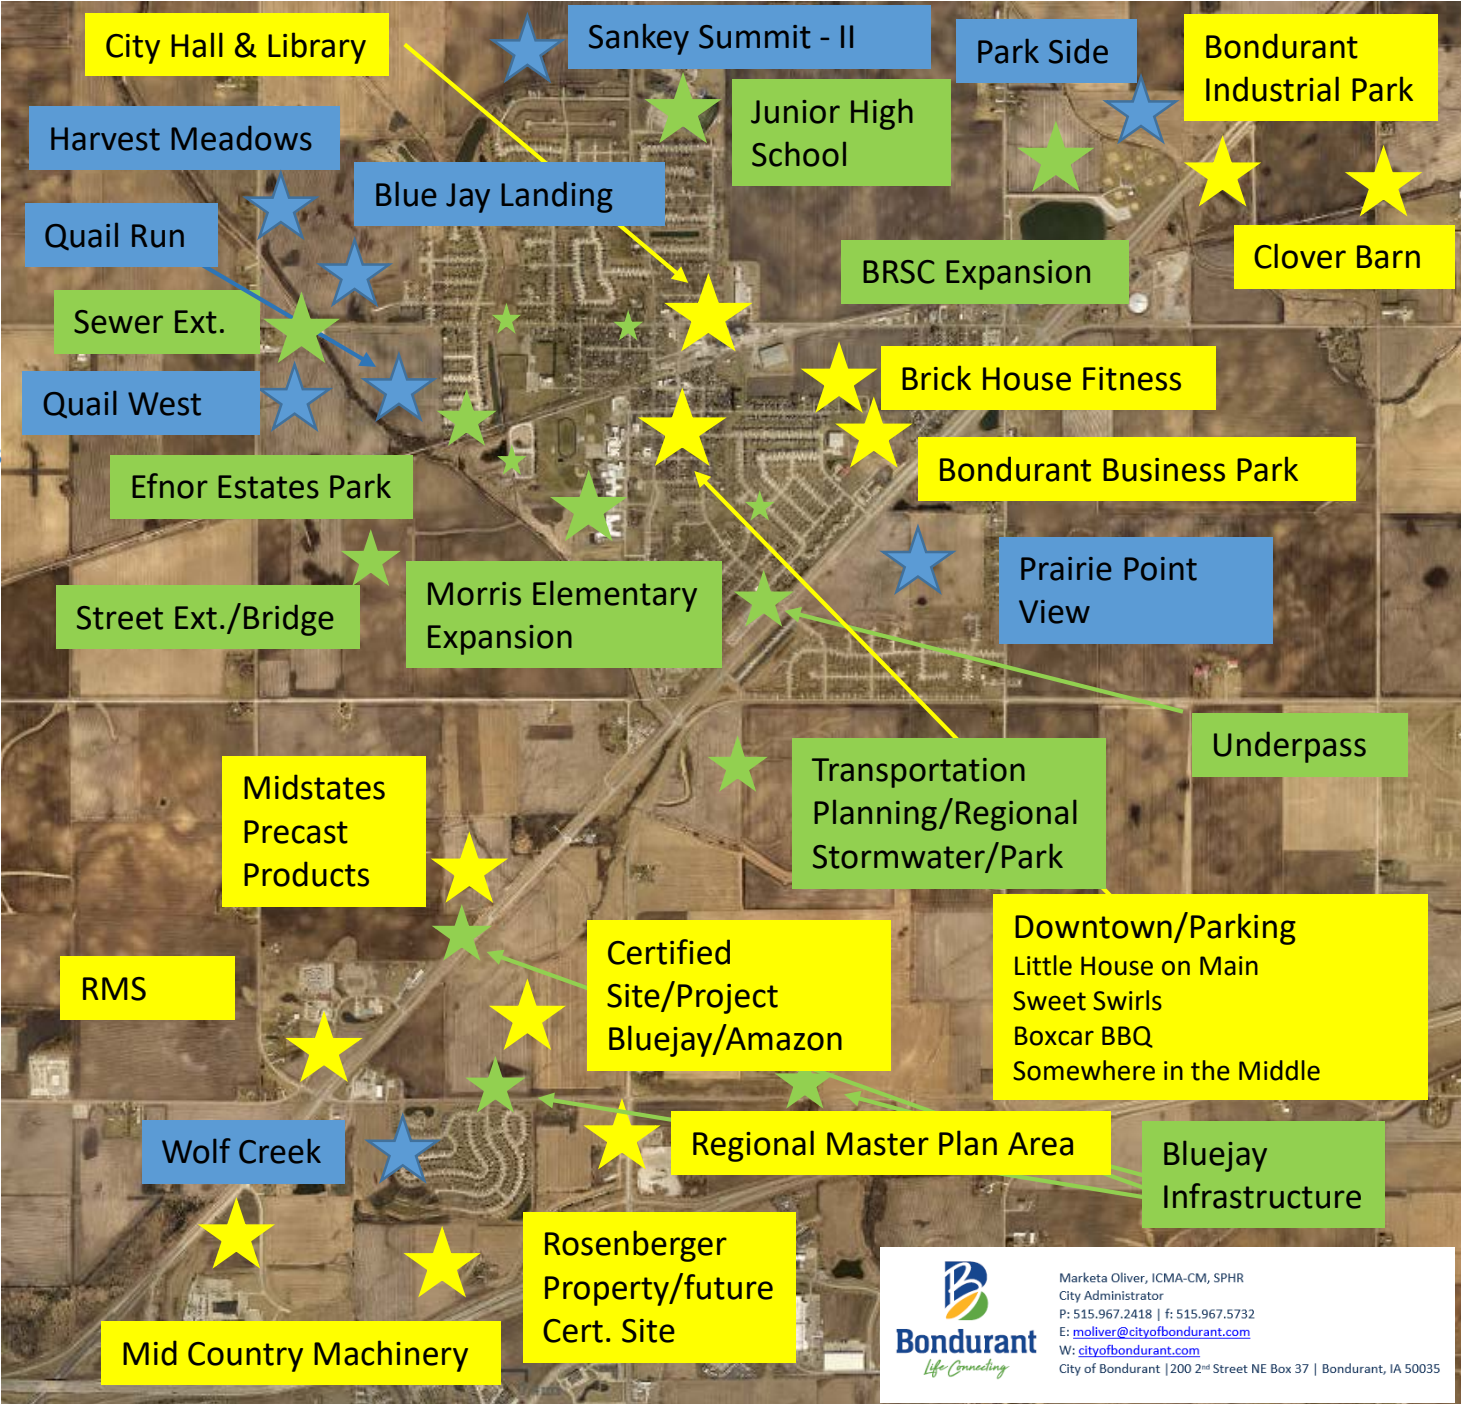 City Hall & Library
Sankey Summit - II
Park Side
Bondurant
Industrial Park
Junior High
School
Harvest Meadows
Blue Jay Landing
Quail Run
BRSC Expansion
Clover Barn
Sewer Ext.
Brick House Fitness
Quail West
Bondurant Business Park
Efnor Estates Park
Prairie Point
View
Morris Elementary
Expansion
Street Ext./Bridge
Underpass
Transportation
Planning/Regional
Stormwater/Park
Midstates
Precast
Products
Downtown/Parking
Little House on Main
Sweet Swirls
Boxcar BBQ
Somewhere in the Middle
Certified
Site/Project
Bluejay/Amazon
RMS
Regional Master Plan Area
Wolf Creek
Bluejay
Infrastructure
Rosenberger
Property/future
Cert. Site
Mid Country Machinery
Bondurant
Life Connecting
Marketa Oliver, ICMA-CM, SPHR
City Administrator
P: 515.967.2418 | f: 515.967.5732
E: moliver@cityofbondurant.com
W: cityofbondurant.com
City of Bondurant |200 2nd Street NE Box 37 | Bondurant, IA 50035